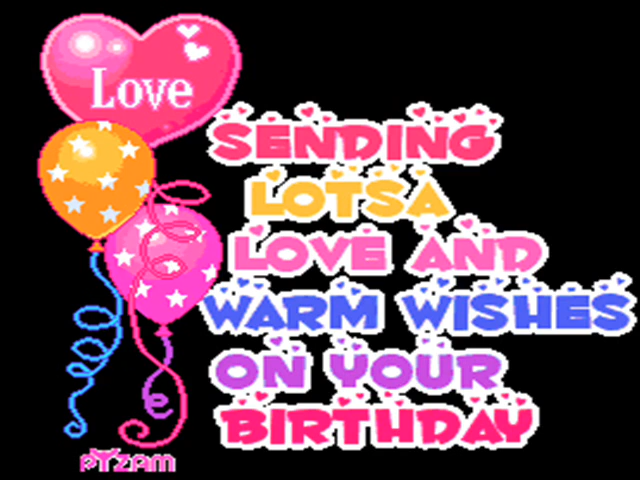 Love
SENDING
LOTSA
LOVE AND
WARM WISHES
ON YOUR
BIRTHDAY
PYZAM